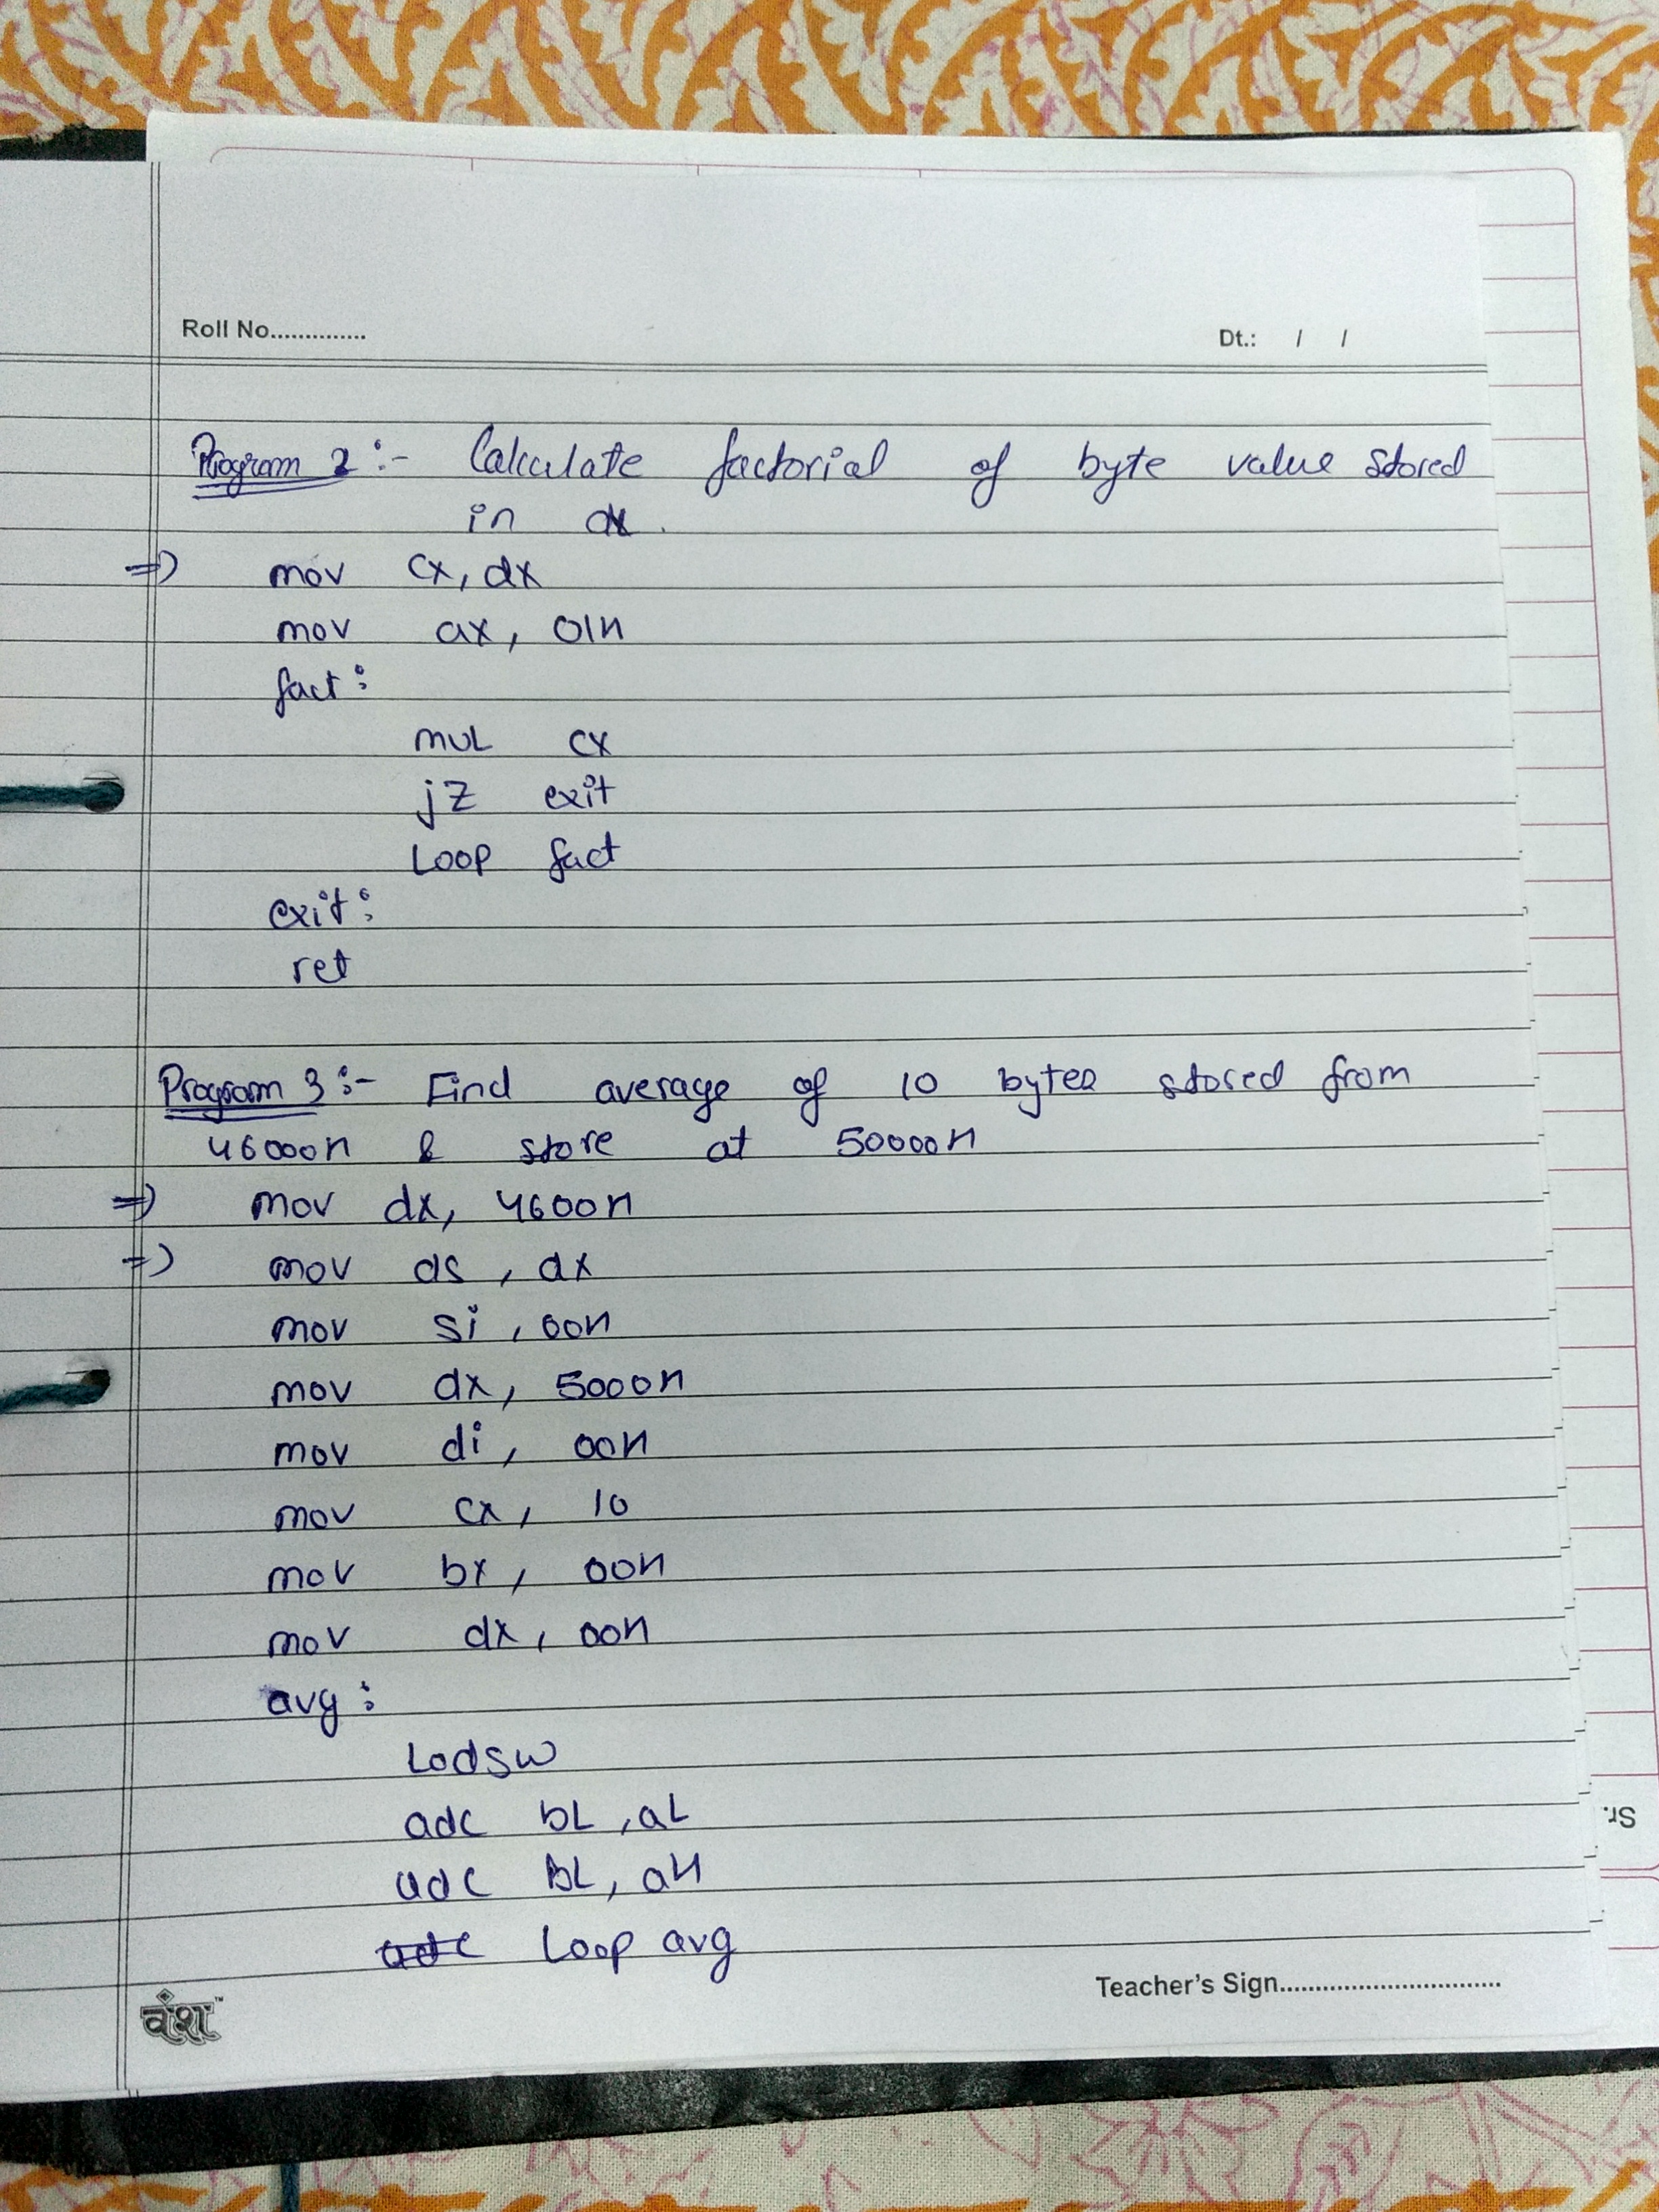 Roll No.............. Dt.: / /
Program 2 :- Calculate factorial of byte value stored
in dx.
=> mov cx, dx
mov ax, 01H
fact:
mul cx
jz exit
Loop fact
exit:
ret
Program 3 :- Find average of 10 bytes stored from
46000H & store at 50000H
=> mov dx, 4600H
=> mov ds, dx
mov si, 00H
mov dx, 5000H
mov di, 00H
mov cx, 10
mov bx, 00H
mov dx, 00H
avg:
Lodsw
adc bL, aL
adc bL, aH
adc Loop avg
Teacher's Sign................................
वंश™
Sr.